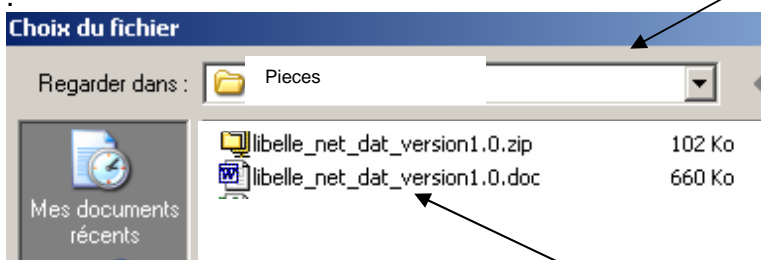 Choix du fichier
Regarder dans : Pieces
libelle_net_dat_version1.0.zip 102 Ko
libelle_net_dat_version1.0.doc 660 Ko
Mes documents
récents